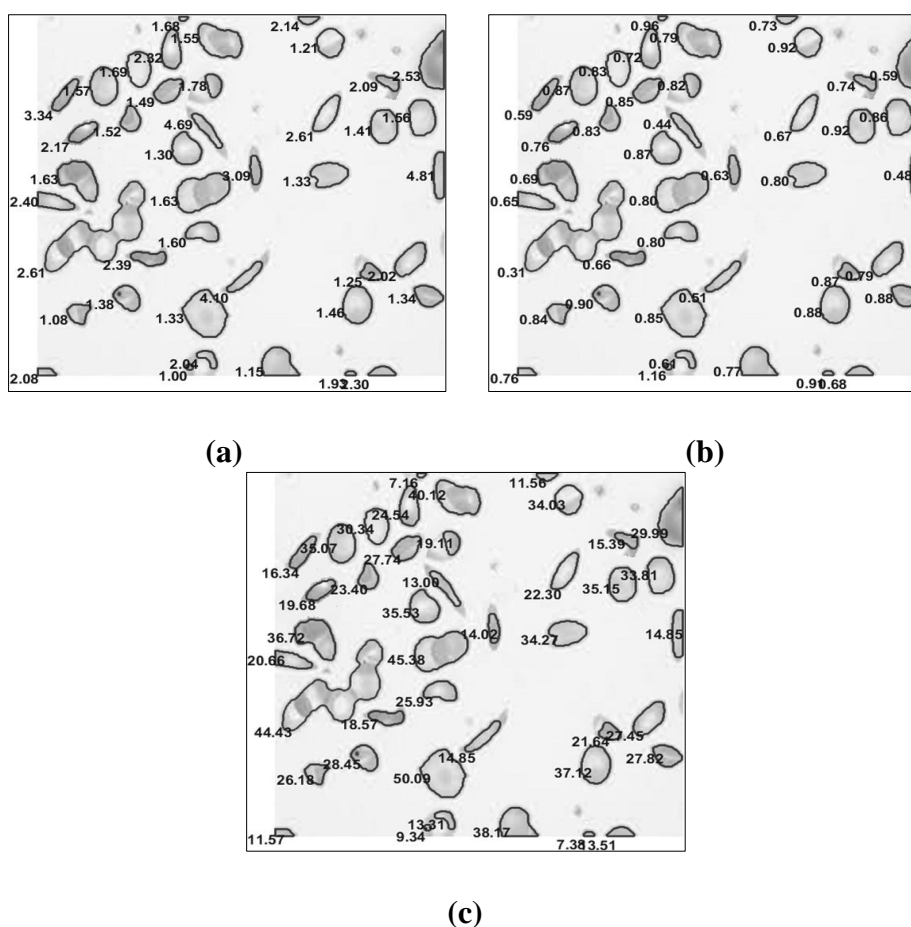 1.68 2.14
1.55 1.21
2.32
1.69 2.53
1.57 1.78 2.09
1.49
3.34 4.69 1.56
1.52 2.61 1.41
2.17
1.30
1.63 3.09 1.33 4.81
2.40 1.63
1.60
2.61 2.39
1.25 2.02
1.38 4.10 1.34
1.08 1.33 1.46
2.04
2.08 1.00 1.15 1.93 2.30
0.96 0.73
0.79 0.92
0.72
0.83 0.59
0.87 0.82 0.74
0.85
0.59 0.44 0.86
0.83 0.67 0.92
0.76
0.87
0.69 0.63 0.80 0.48
0.65 0.80
0.80
0.31 0.66
0.87 0.79
0.90 0.51 0.88
0.84 0.85 0.88
0.61
0.76 1.16 0.77 0.91 0.68
(a) (b)
7.16 11.56
40.12 34.03
24.54
30.34 29.99
35.07 19.11 15.39
27.74
16.34 13.00 33.81
23.40 22.30 35.15
19.68
35.53
36.72 14.02 34.27 14.85
20.66 45.38
25.93
44.43 18.57
21.64 27.45
28.45 14.85 27.82
26.18 50.09 37.12
13.31
11.57 9.34 38.17 7.38 13.51
(c)